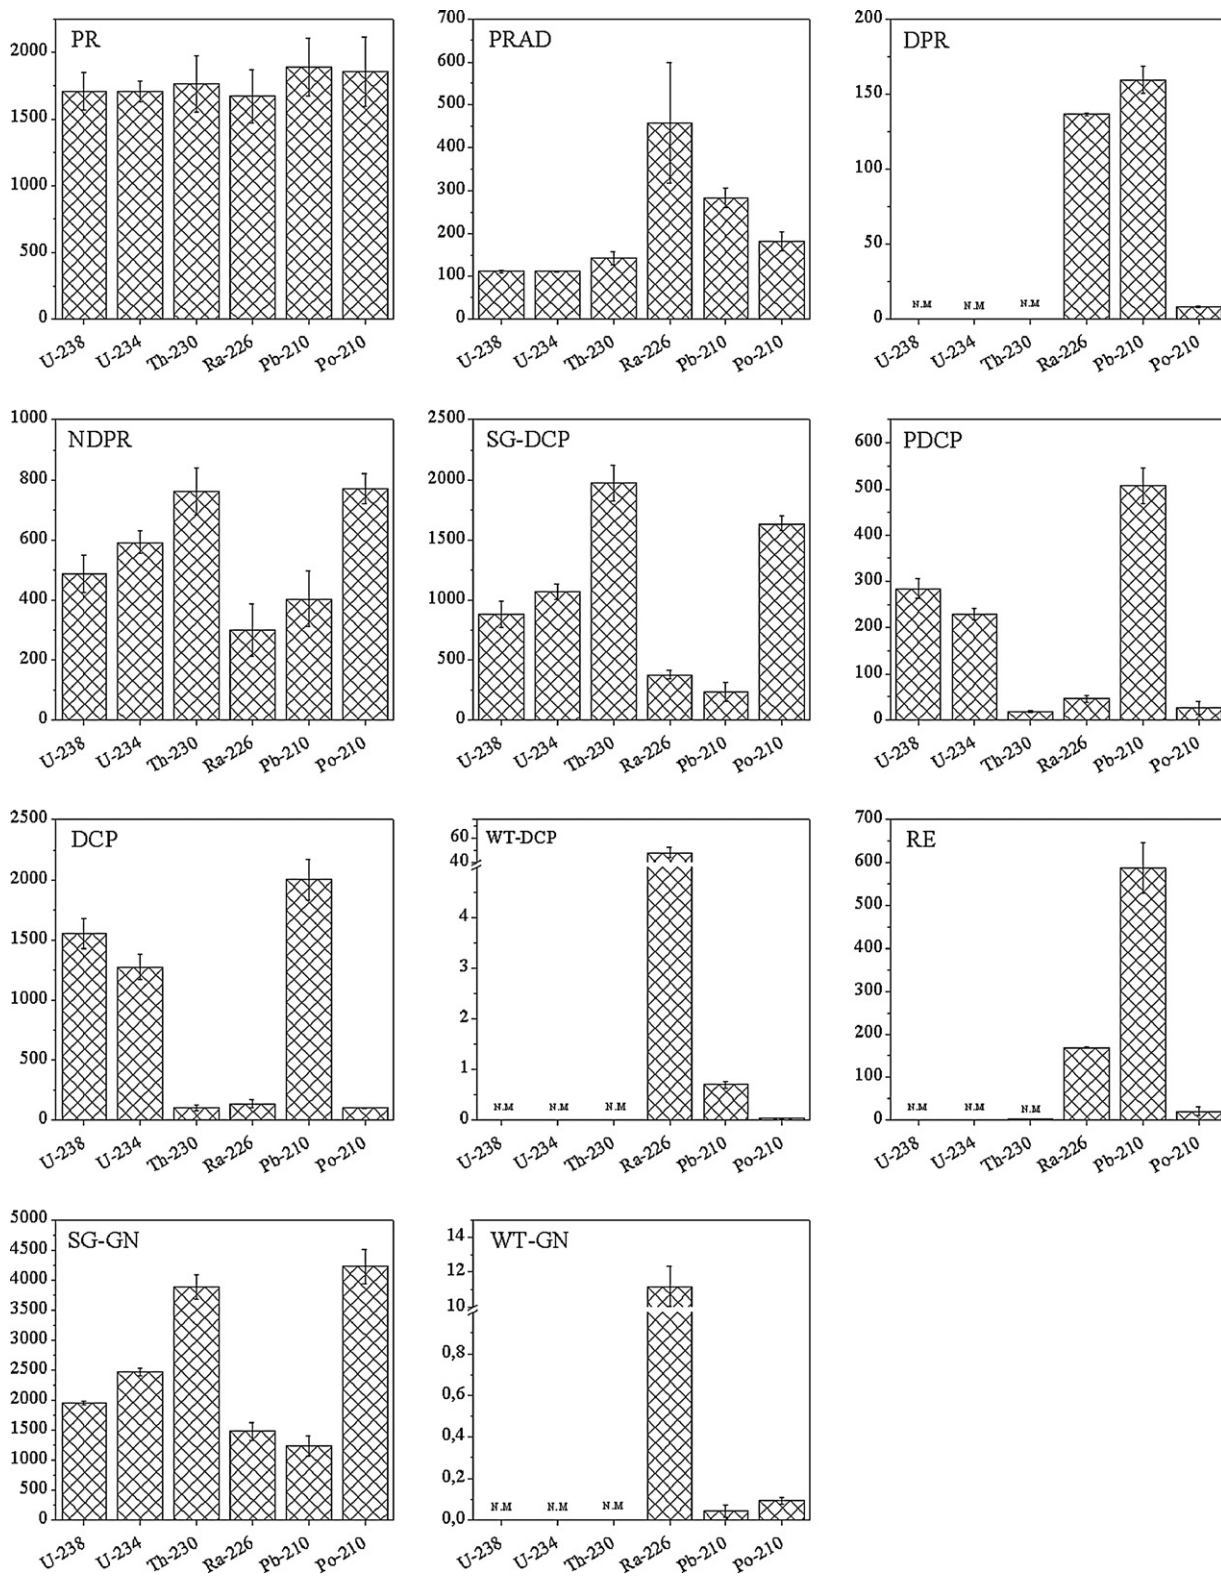 PR
2000
1500
1000
500
0
U-238 U-234 Th-230 Ra-226 Pb-210 Po-210
PRAD
700
600
500
400
300
200
100
0
U-238 U-234 Th-230 Ra-226 Pb-210 Po-210
DPR
200
150
100
50
0
N.M N.M N.M
U-238 U-234 Th-230 Ra-226 Pb-210 Po-210
NDPR
1000
800
600
400
200
0
U-238 U-234 Th-230 Ra-226 Pb-210 Po-210
SG-DCP
2500
2000
1500
1000
500
0
U-238 U-234 Th-230 Ra-226 Pb-210 Po-210
PDCP
600
500
400
300
200
100
0
U-238 U-234 Th-230 Ra-226 Pb-210 Po-210
DCP
2500
2000
1500
1000
500
0
U-238 U-234 Th-230 Ra-226 Pb-210 Po-210
WT-DCP
60
40
4
3
2
1
0
N.M N.M N.M
U-238 U-234 Th-230 Ra-226 Pb-210 Po-210
RE
700
600
500
400
300
200
100
0
N.M N.M N.M
U-238 U-234 Th-230 Ra-226 Pb-210 Po-210
SG-GN
5000
4500
4000
3500
3000
2500
2000
1500
1000
500
0
U-238 U-234 Th-230 Ra-226 Pb-210 Po-210
WT-GN
14
12
10
0,8
0,6
0,4
0,2
0,0
N.M N.M N.M
U-238 U-234 Th-230 Ra-226 Pb-210 Po-210